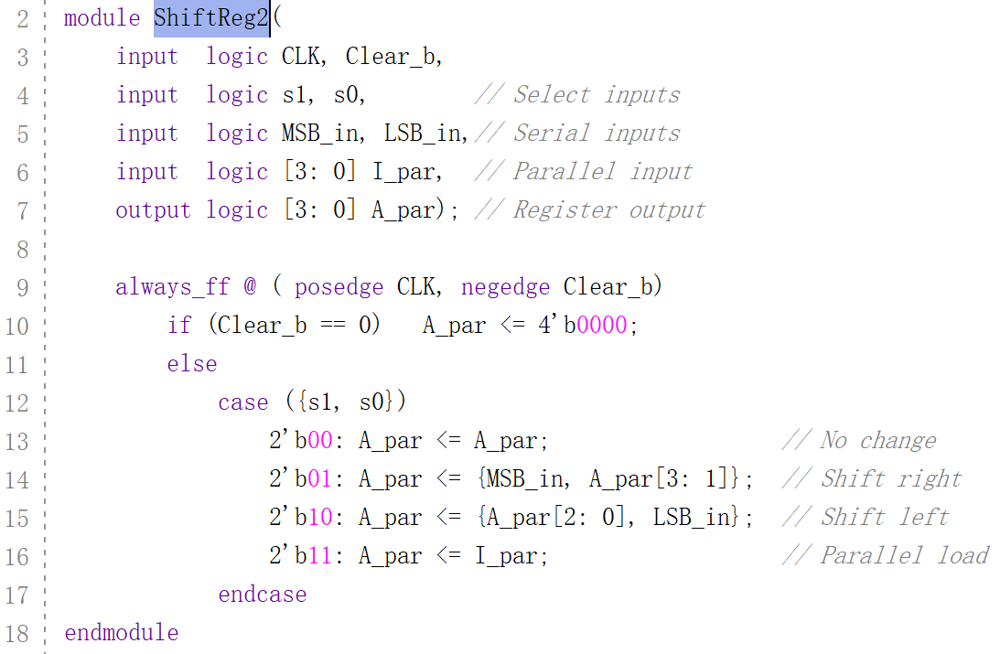 2 module ShiftReg2(
3     input  logic CLK, Clear_b,
4     input  logic s1, s0,        // Select inputs
5     input  logic MSB_in, LSB_in,// Serial inputs
6     input  logic [3: 0] I_par,  // Parallel input
7     output logic [3: 0] A_par); // Register output
8
9     always_ff @ ( posedge CLK, negedge Clear_b)
10         if (Clear_b == 0)   A_par <= 4'b0000;
11         else
12             case ({s1, s0})
13                 2'b00: A_par <= A_par;                  // No change
14                 2'b01: A_par <= {MSB_in, A_par[3: 1]};  // Shift right
15                 2'b10: A_par <= {A_par[2: 0], LSB_in};  // Shift left
16                 2'b11: A_par <= I_par;                  // Parallel load
17             endcase
18 endmodule